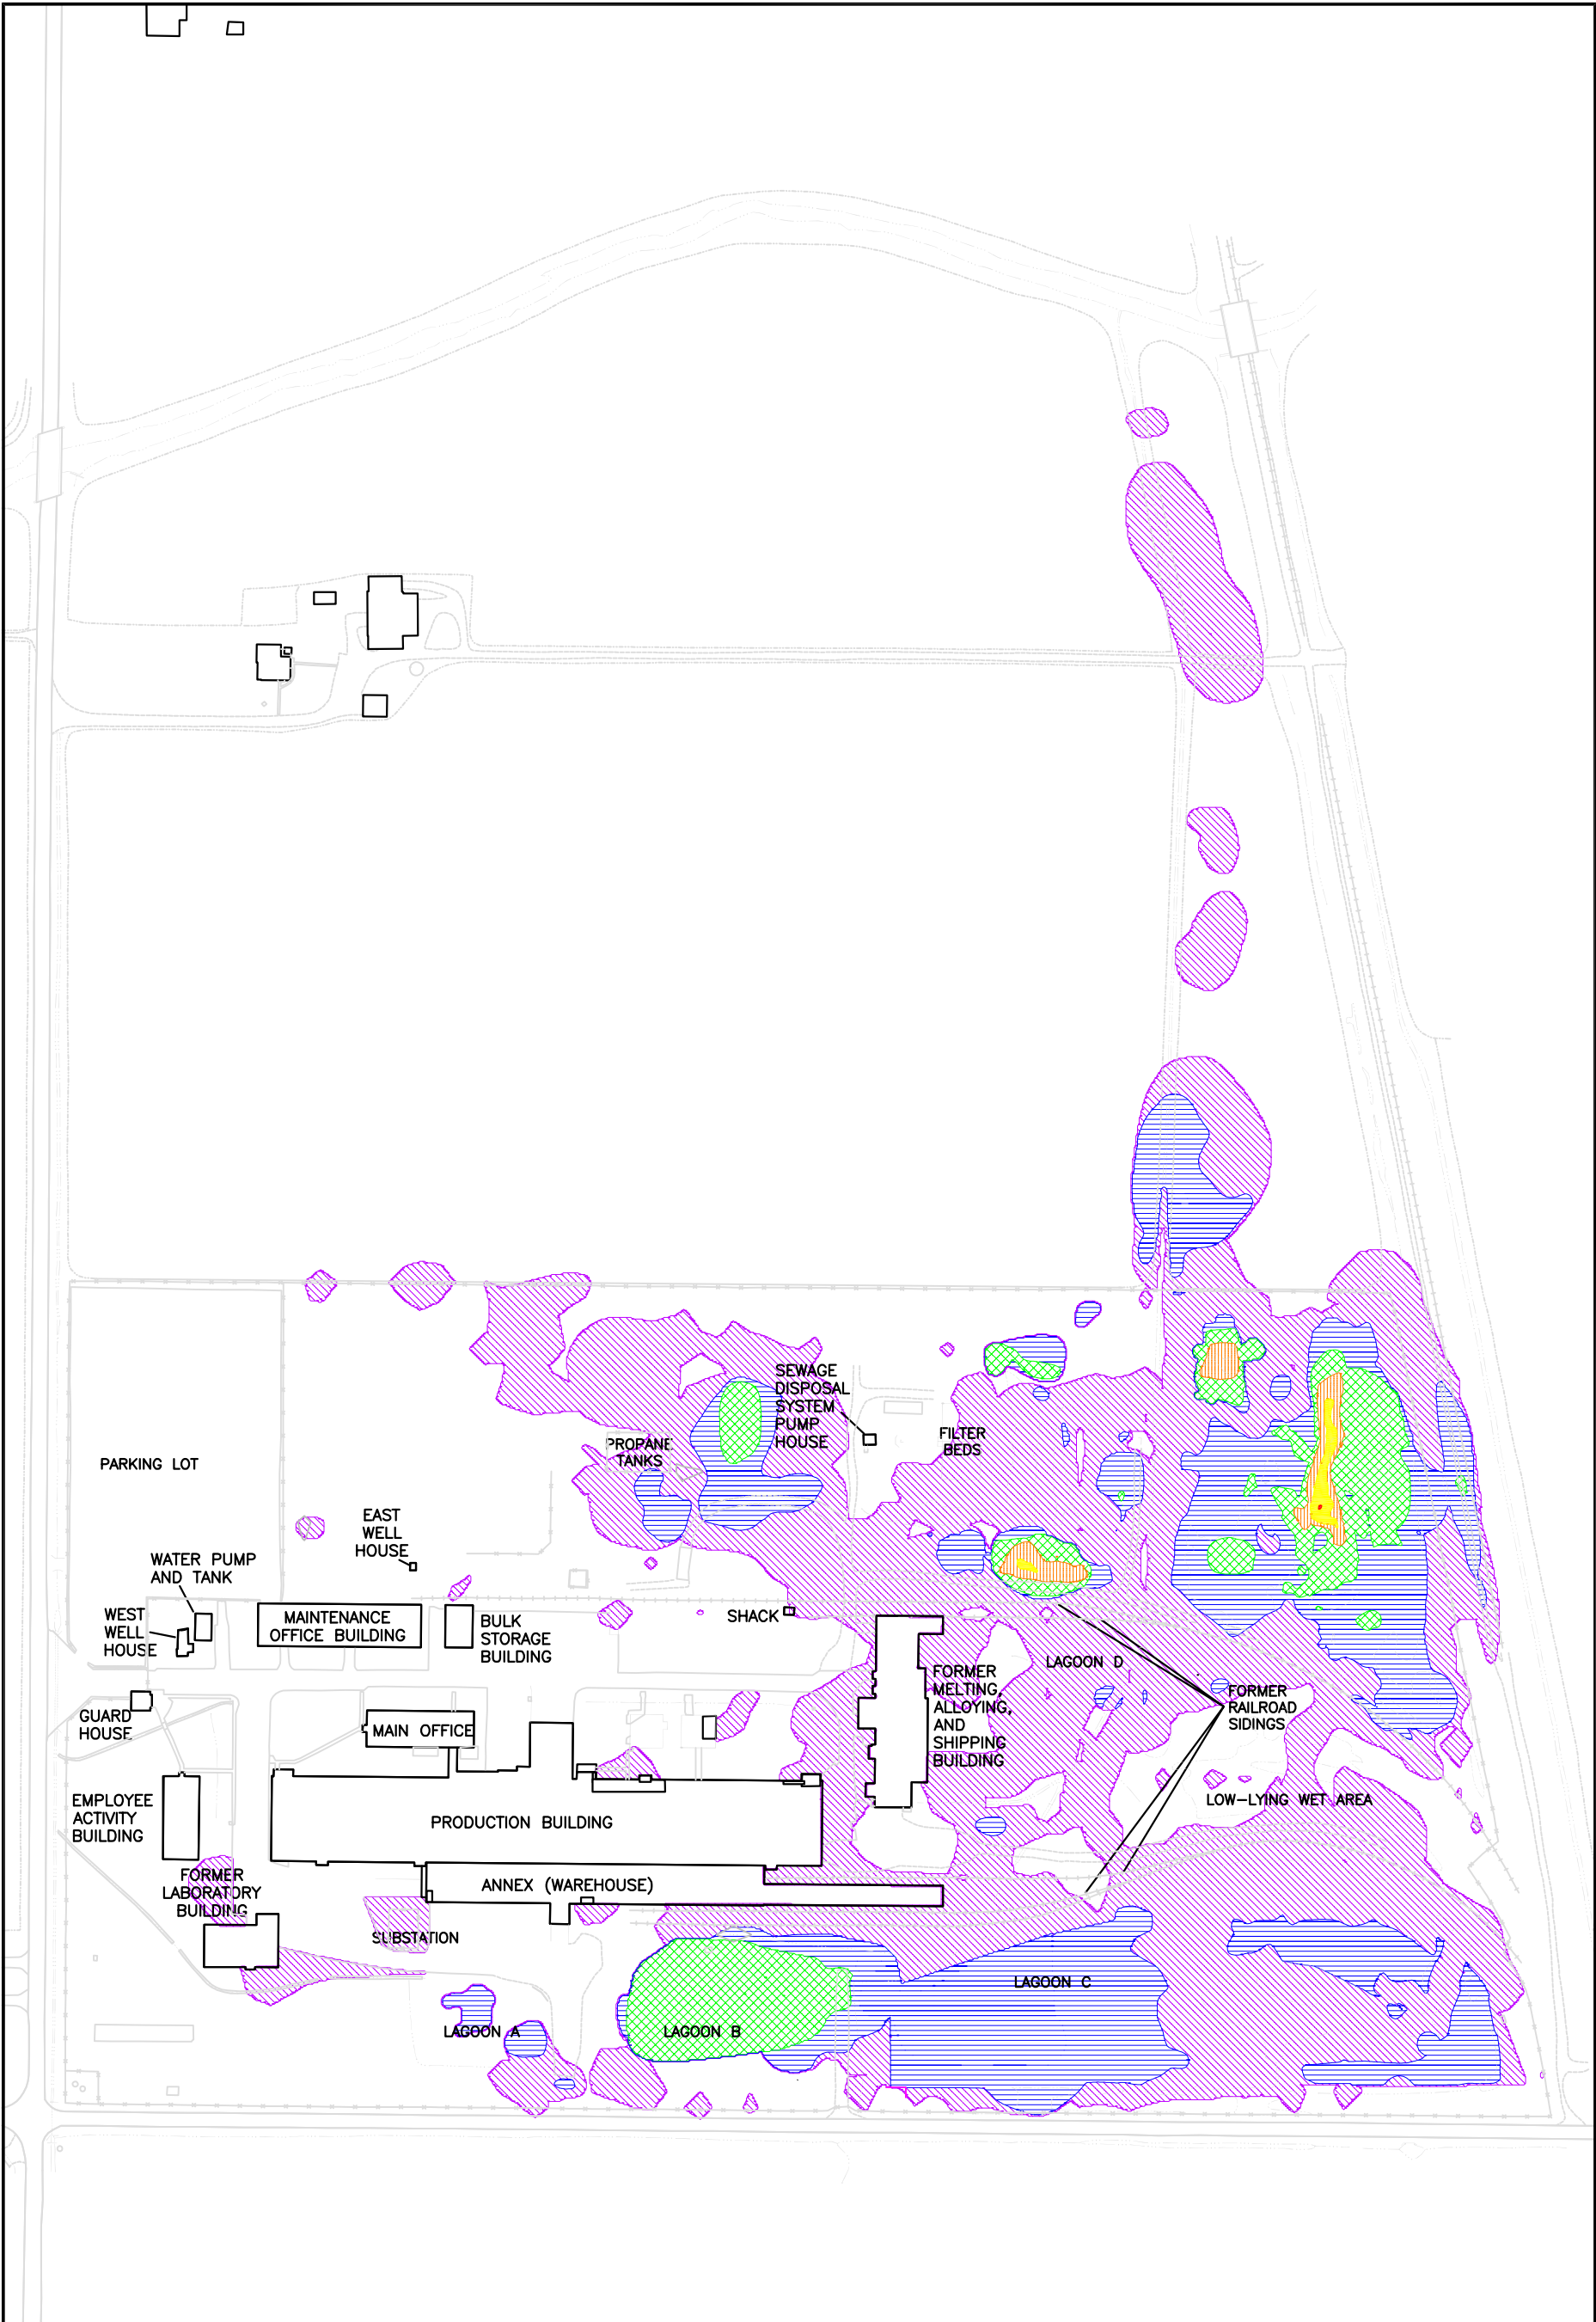 SEWAGE
DISPOSAL
SYSTEM
PUMP
HOUSE
FILTER
BEDS
PROPANE
TANKS
PARKING LOT
EAST
WELL
HOUSE
WATER PUMP
AND TANK
WEST
WELL
HOUSE
MAINTENANCE
OFFICE BUILDING
BULK
STORAGE
BUILDING
SHACK
LAGOON D
FORMER
MELTING,
ALLOYING,
AND
SHIPPING
BUILDING
FORMER
RAILROAD
SIDINGS
GUARD
HOUSE
MAIN OFFICE
LOW-LYING WET AREA
EMPLOYEE
ACTIVITY
BUILDING
PRODUCTION BUILDING
FORMER
LABORATORY
BUILDING
ANNEX (WAREHOUSE)
SUBSTATION
LAGOON C
LAGOON A
LAGOON B